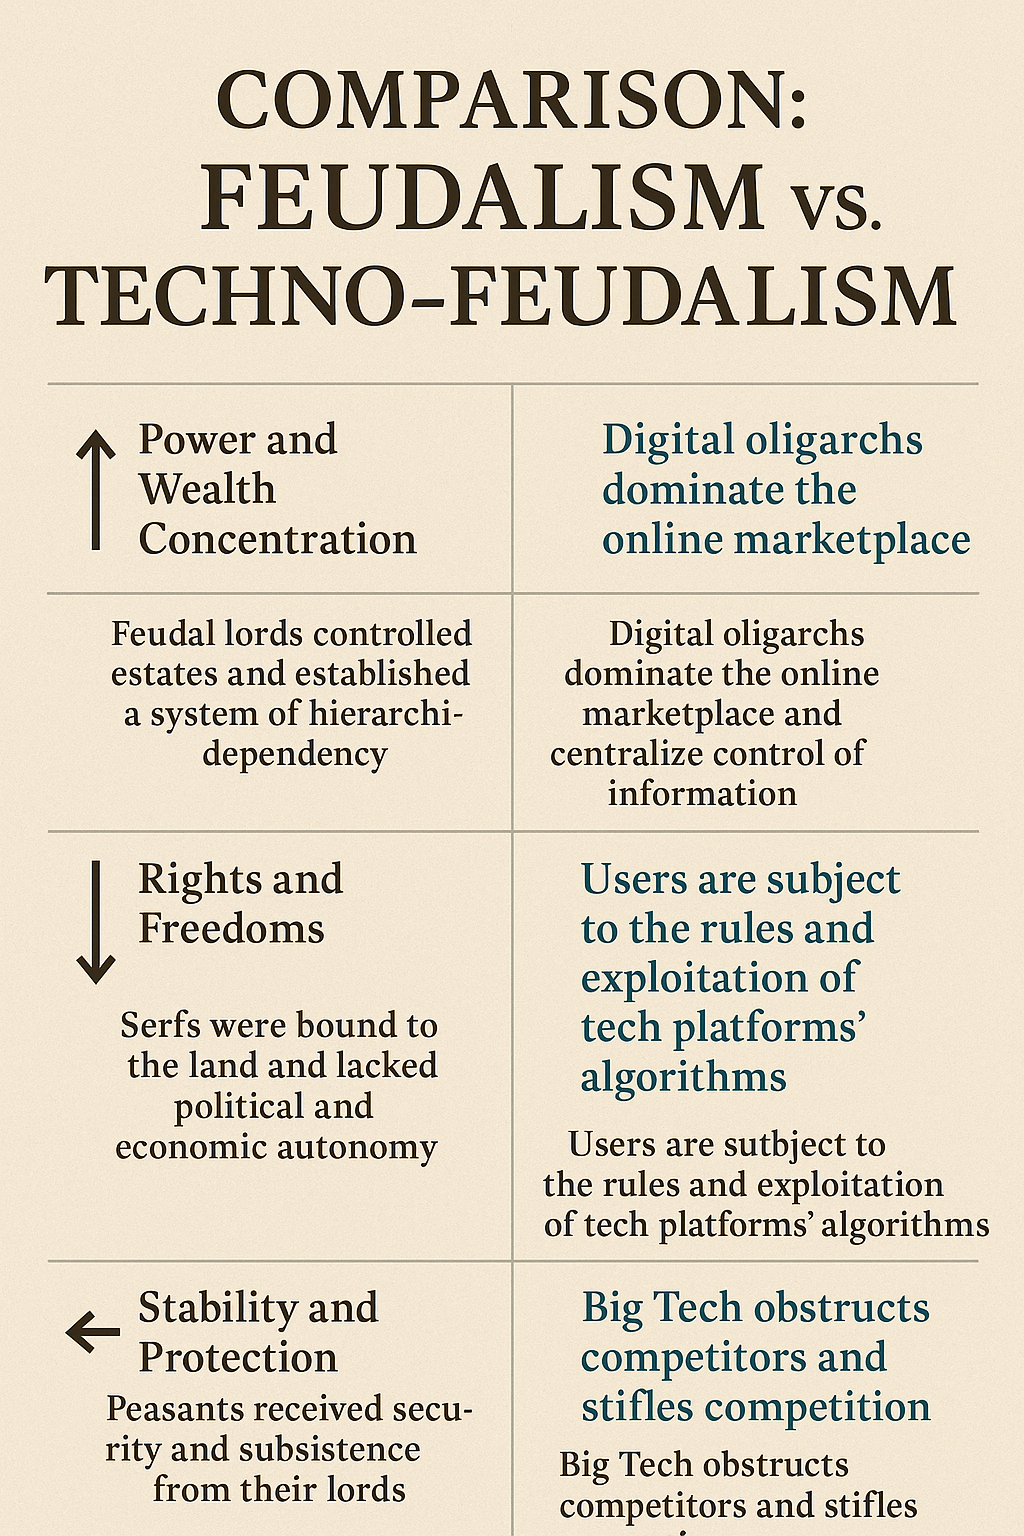 COMPARISON:
FEUDALISM VS.
TECHNO–FEUDALISM
Power and
Wealth
Concentration
Digital oligarchs
dominate the
online marketplace
Feudal lords controlled
estates and established
a system of hierarchi-
dependency
Digital oligarchs
dominate the online
marketplace and
centralize control of
information
Rights and
Freedoms
Serfs were bound to
the land and lacked
political and
economic autonomy
Users are subject
to the rules and
exploitation of
tech platforms’
algorithms
Users are sutbject to
the rules and exploitation
of tech platforms’ algorithms
Stability and
Protection
Peasants received secu-
rity and subsistence
from their lords
Big Tech obstructs
competitors and
stifles competition
Big Tech obstructs
competitors and stifles